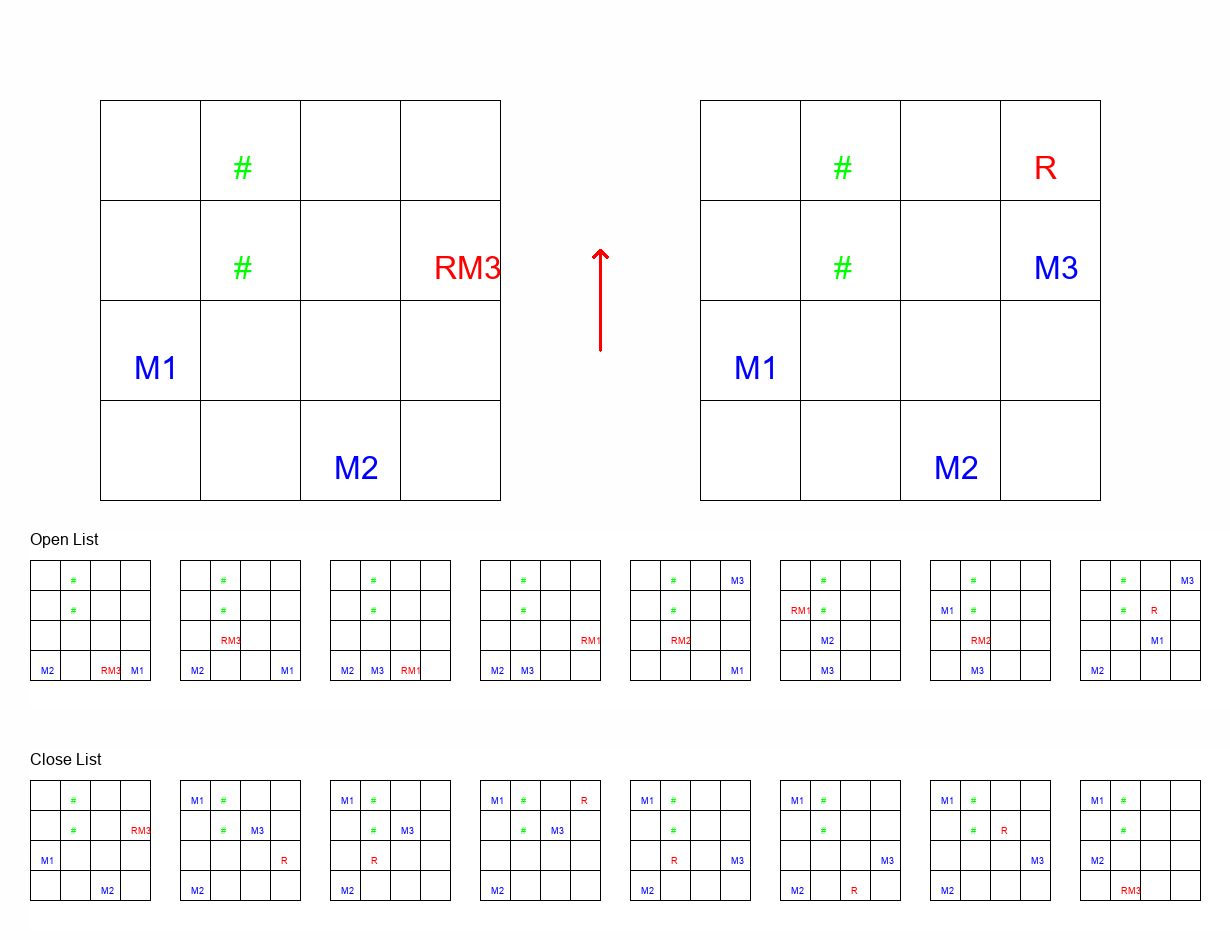 # # R
# RM3 # M3
M1 M1
M2 M2
Open List
# # # # # M3 # # # M3
# # # # # RM1 # M1 # # R
RM3 RM1 RM2 M2 RM2 M1
M2 RM3 M1 M2 M1 M2 M3 RM1 M2 M3 M1 M3 M3 M2
Close List
# M1 # M1 # M1 # R M1 # M1 # M1 # M1 #
# RM3 # M3 # M3 # M3 # # # R #
M1 R R R M3 M3 M3 M2
M2 M2 M2 M2 M2 M2 R M2 RM3